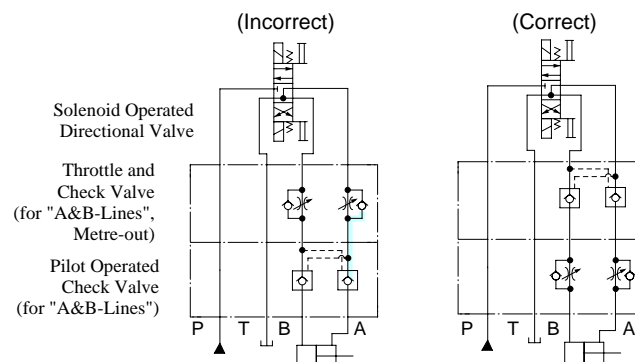 (Incorrect)
(Correct)
Solenoid Operated
Directional Valve
Throttle and
Check Valve
(for "A&B-Lines",
Metre-out)
Pilot Operated
Check Valve
(for "A&B-Lines")
P T B A
P T B A